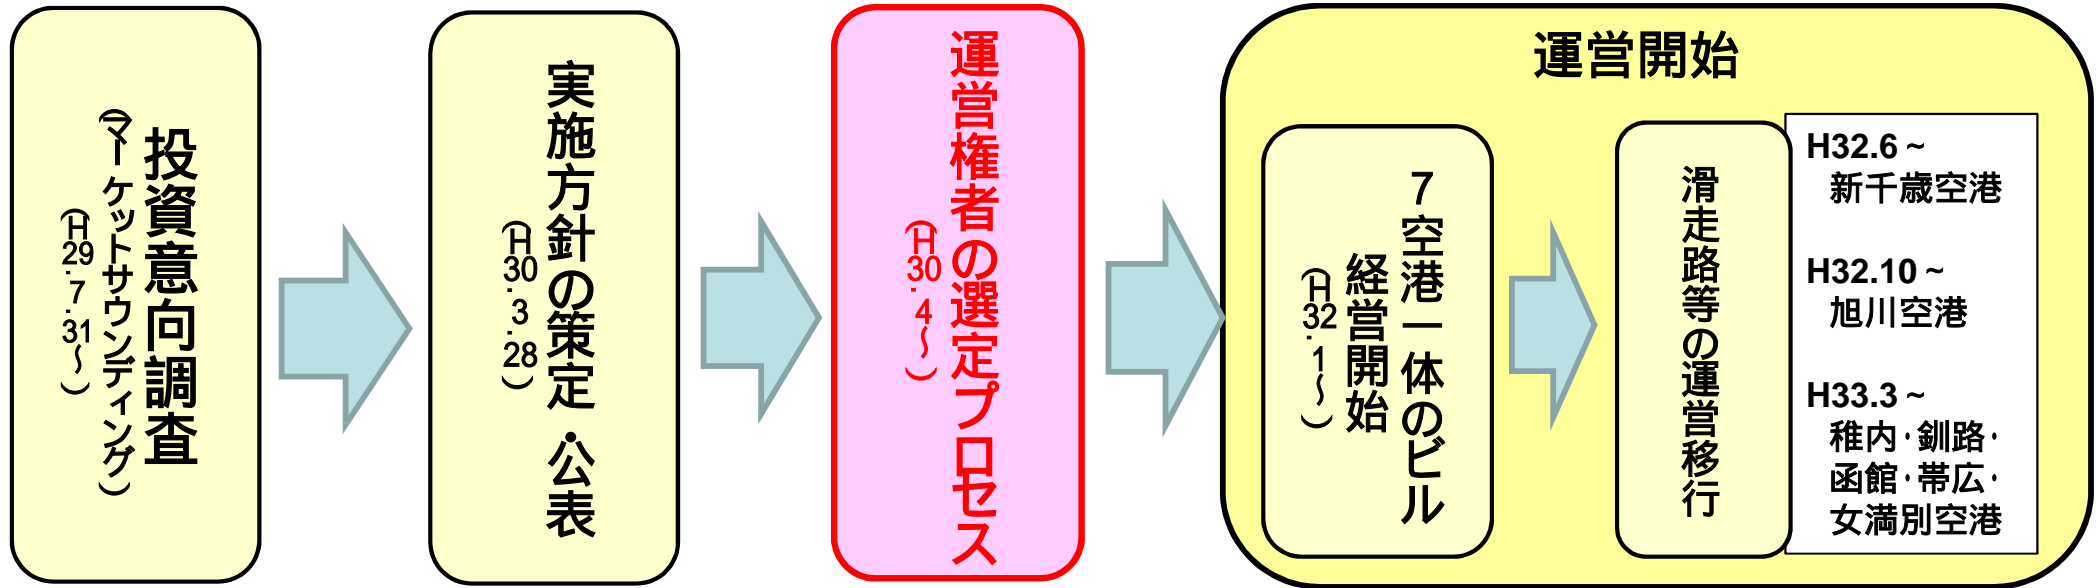 投資意向調査
(マーケットサウンディング)
(H29.7.31～)
実施方針の策定・公表
(H30.3.28)
運営権者の選定プロセス
(H30.4～)
運営開始
７空港一体のビル
経営開始
(H32.1～)
滑走路等の運営移行
H32.6～
新千歳空港
H32.10～
旭川空港
H33.3～
稚内・釧路・
函館・帯広・
女満別空港